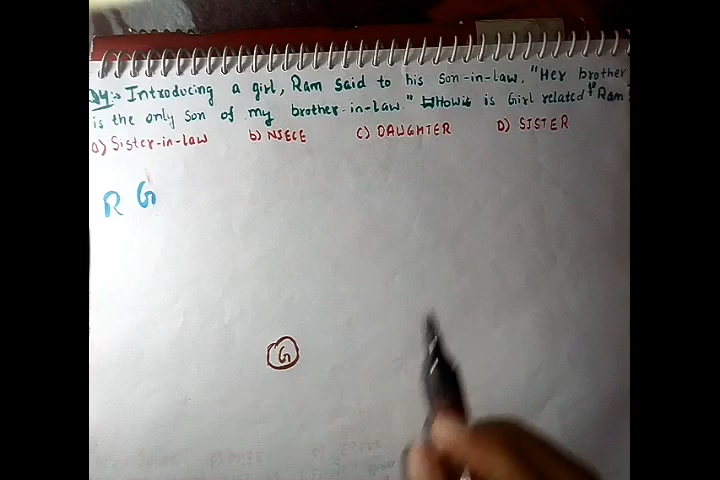 Q4:-> Introducing a girl, Ram said to his son-in-law, "Her brother
is the only son of my brother-in-law." How is Girl related to Ram?
a) Sister-in-law b) NIECE C) DAUGHTER D) SISTER
R G
G